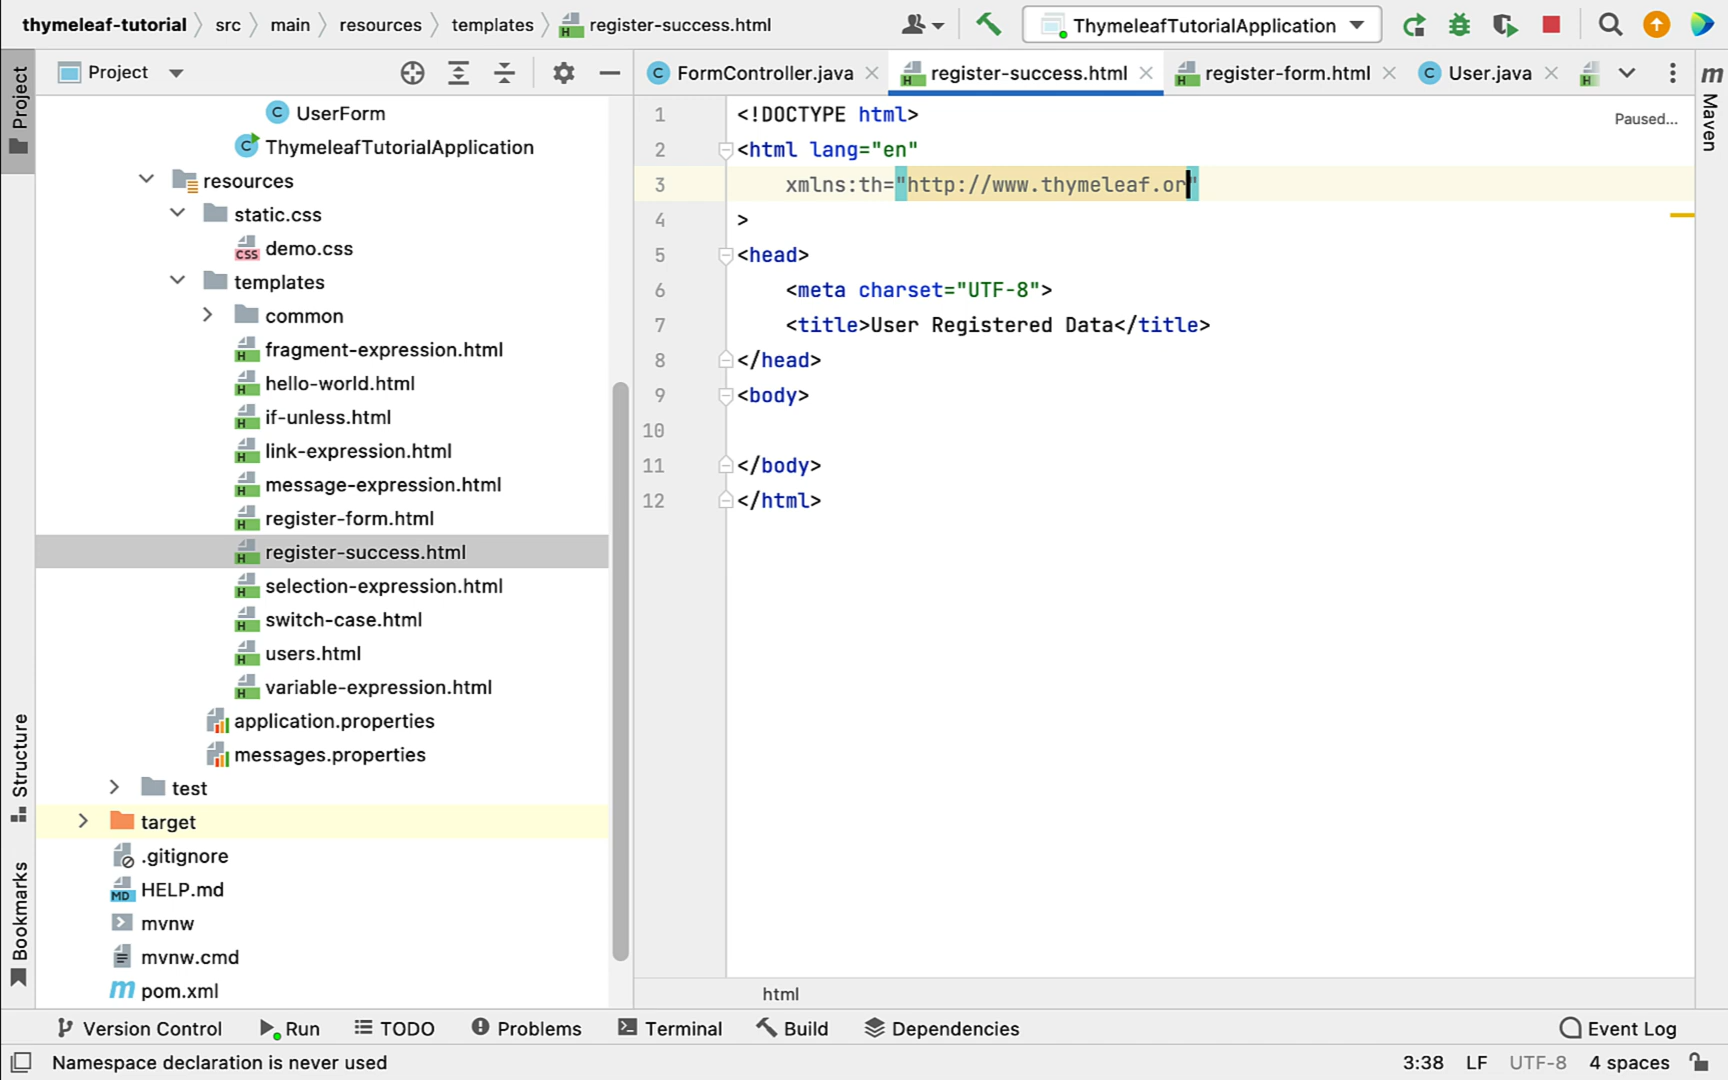 thymeleaf-tutorial src main resources templates register-success.html
ThymeleafTutorialApplication
Project
FormController.java register-success.html register-form.html User.java
Project
Structure
Bookmarks
Maven
UserForm
ThymeleafTutorialApplication
resources
static.css
demo.css
templates
common
fragment-expression.html
hello-world.html
if-unless.html
link-expression.html
message-expression.html
register-form.html
register-success.html
selection-expression.html
switch-case.html
users.html
variable-expression.html
application.properties
messages.properties
test
target
.gitignore
HELP.md
mvnw
mvnw.cmd
pom.xml
Paused...
1 <!DOCTYPE html>
2 <html lang="en"
3 xmlns:th="http://www.thymeleaf.or"
4 >
5 <head>
6 <meta charset="UTF-8">
7 <title>User Registered Data</title>
8 </head>
9 <body>
10
11 </body>
12 </html>
html
Version Control Run TODO Problems Terminal Build Dependencies Event Log
Namespace declaration is never used 3:38 LF UTF-8 4 spaces